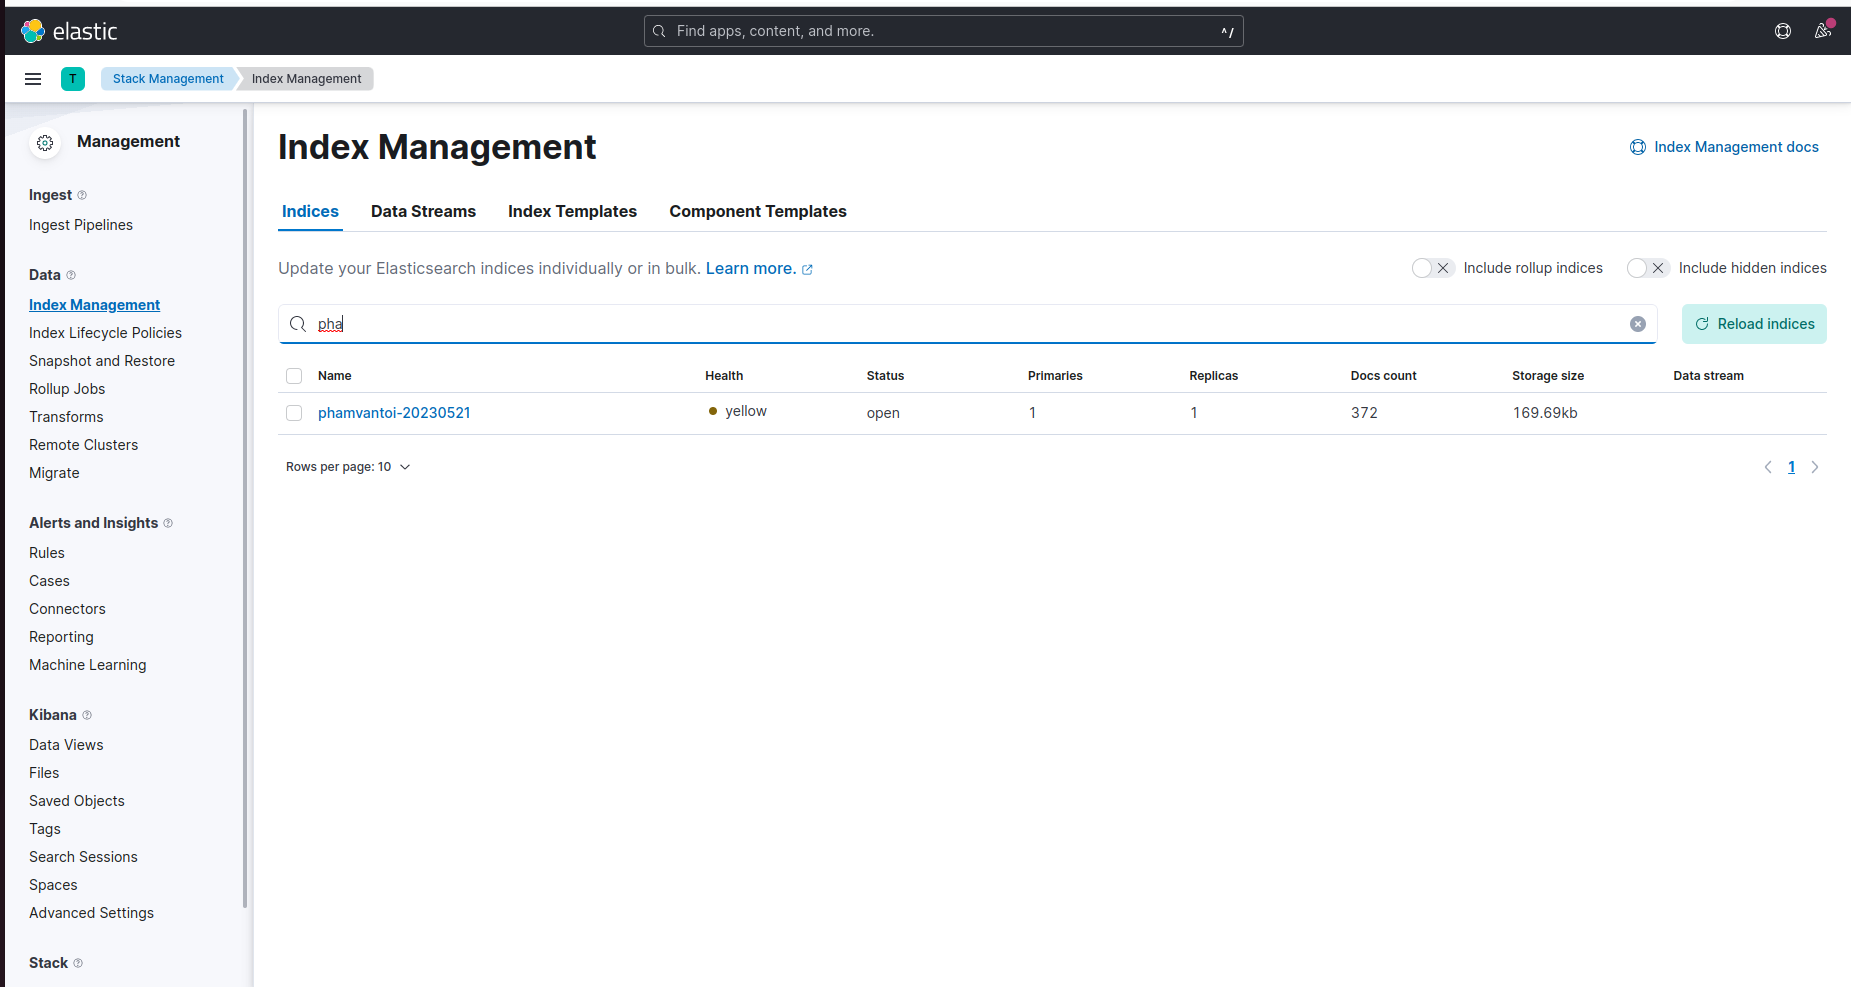 elastic
Find apps, content, and more.
^/
T
Stack Management
Index Management
Management
Ingest
Ingest Pipelines
Data
Index Management
Index Lifecycle Policies
Snapshot and Restore
Rollup Jobs
Transforms
Remote Clusters
Migrate
Alerts and Insights
Rules
Cases
Connectors
Reporting
Machine Learning
Kibana
Data Views
Files
Saved Objects
Tags
Search Sessions
Spaces
Advanced Settings
Stack
Index Management
Index Management docs
Indices Data Streams Index Templates Component Templates
Update your Elasticsearch indices individually or in bulk. Learn more.
Include rollup indices
Include hidden indices
pha
Reload indices
Name Health Status Primaries Replicas Docs count Storage size Data stream
phamvantoi-20230521 yellow open 1 1 372 169.69kb
Rows per page: 10
1